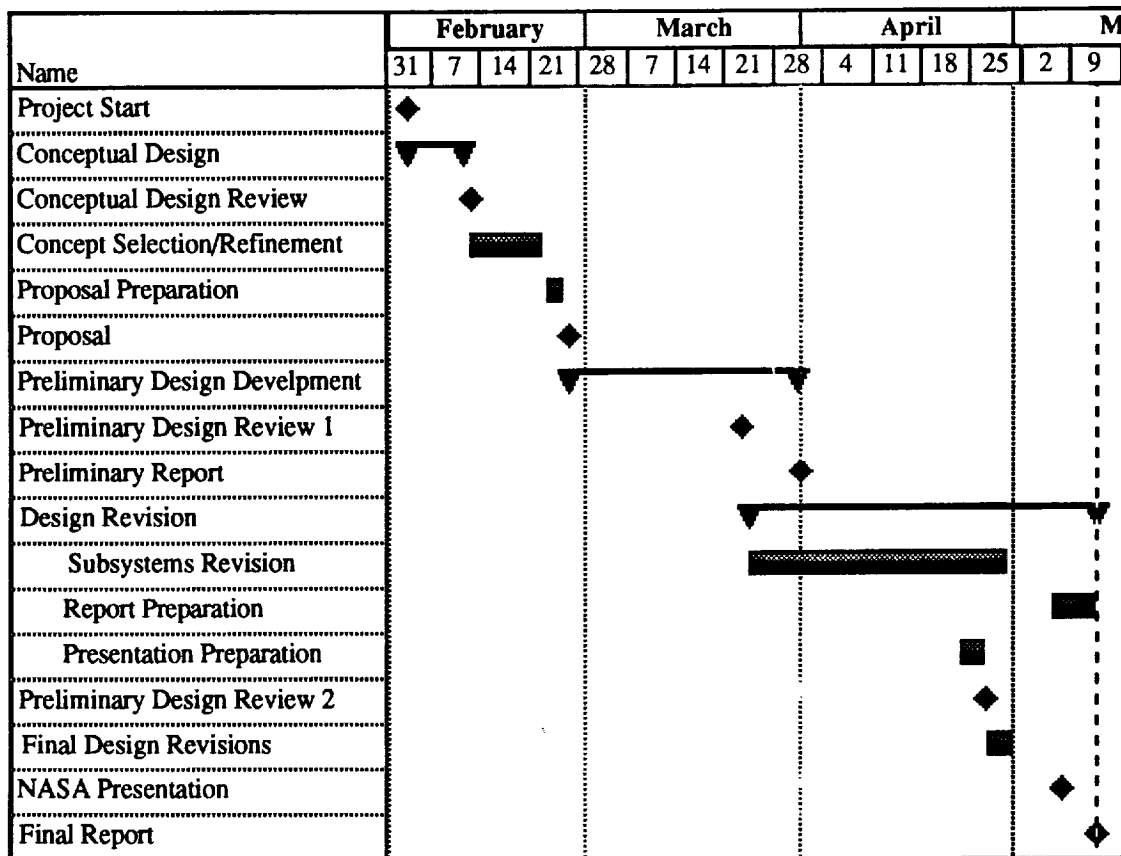 February March April M
Name 31 7 14 21 28 7 14 21 28 4 11 18 25 2 9
Project Start
Conceptual Design
Conceptual Design Review
Concept Selection/Refinement
Proposal Preparation
Proposal
Preliminary Design Develpment
Preliminary Design Review 1
Preliminary Report
Design Revision
Subsystems Revision
Report Preparation
Presentation Preparation
Preliminary Design Review 2
Final Design Revisions
NASA Presentation
Final Report